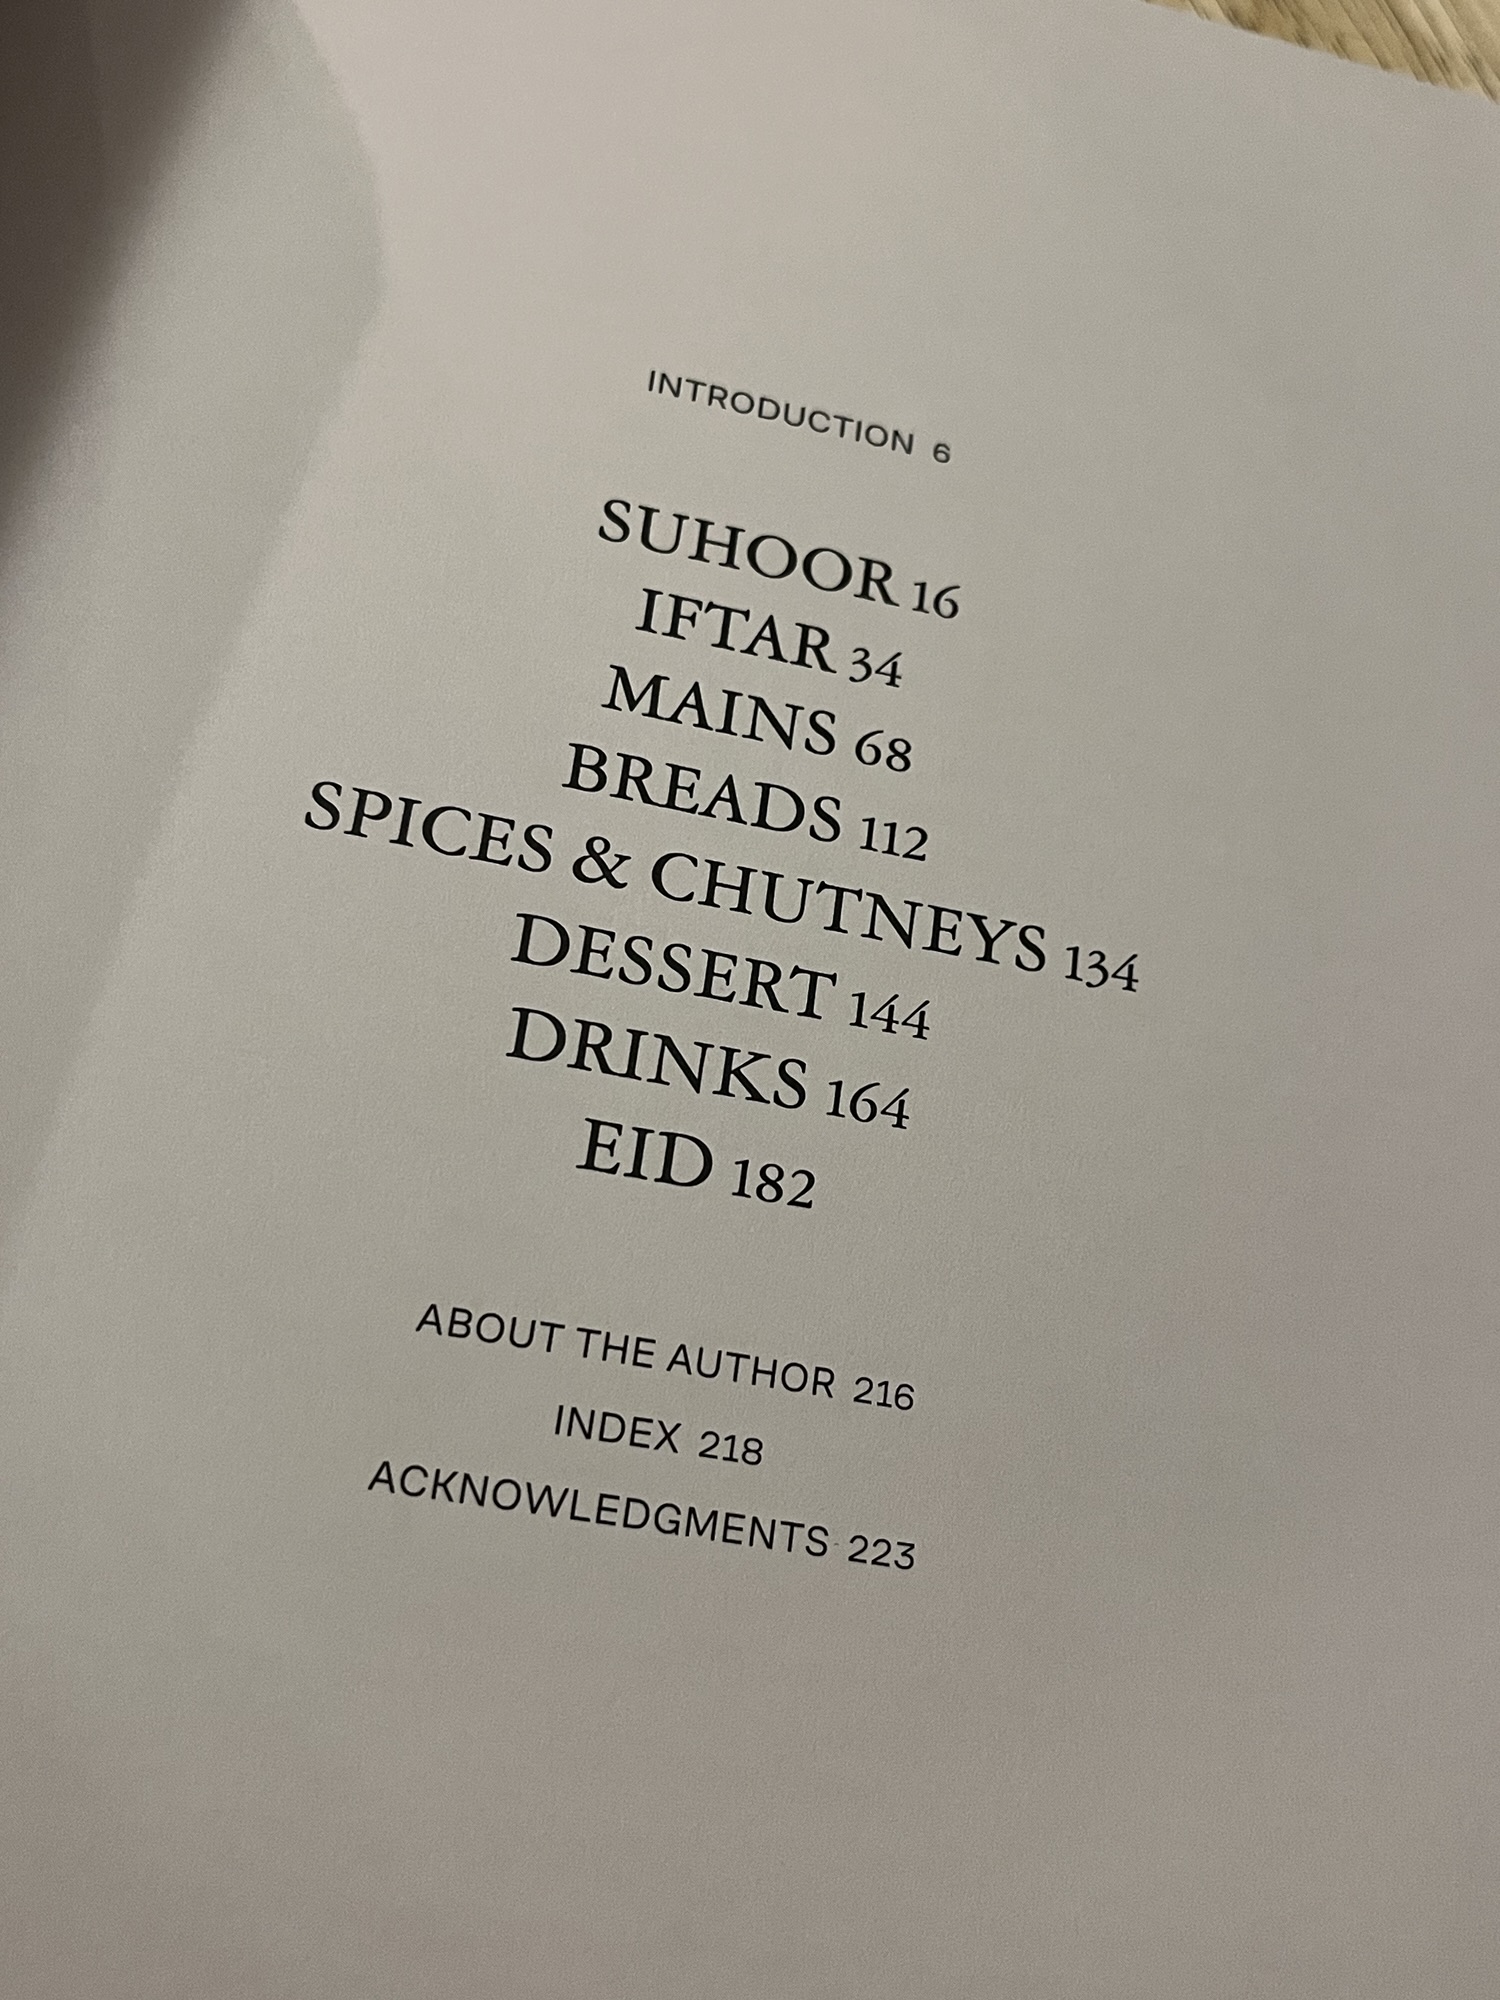 INTRODUCTION 6
SUHOOR 16
IFTAR 34
MAINS 68
BREADS 112
SPICES & CHUTNEYS 134
DESSERT 144
DRINKS 164
EID 182
ABOUT THE AUTHOR 216
INDEX 218
ACKNOWLEDGMENTS 223